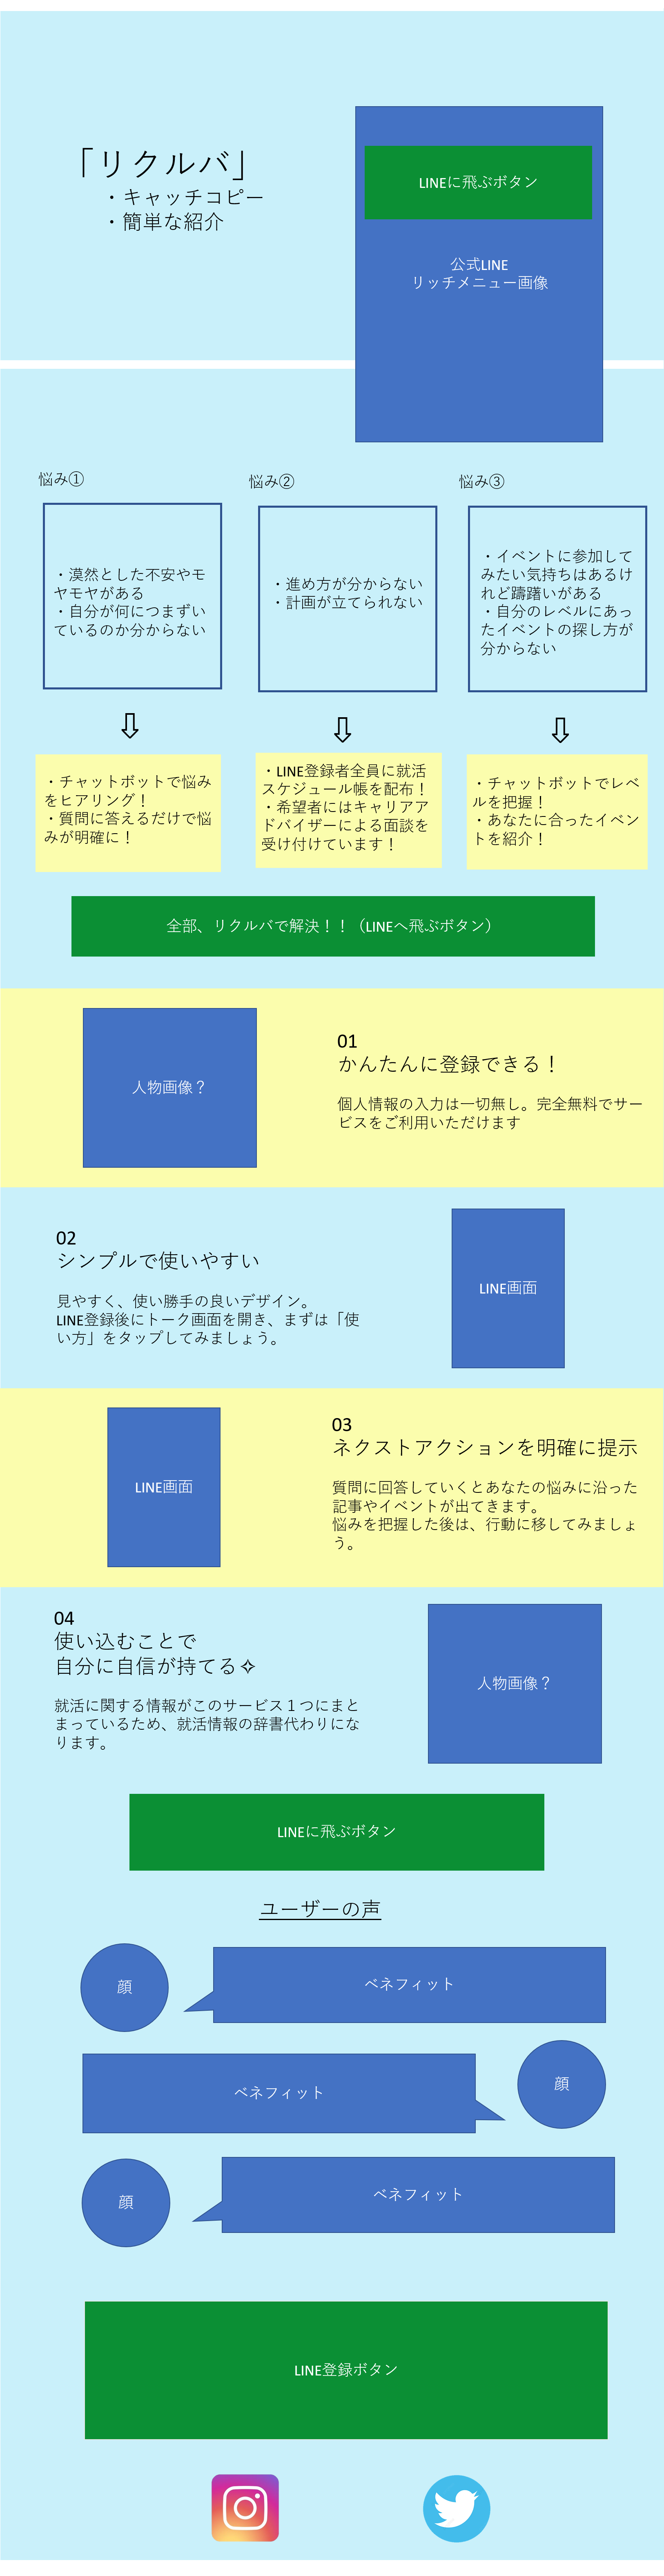 「リクルバ」
・キャッチコピー
・簡単な紹介
LINEに飛ぶボタン
公式LINE
リッチメニュー画像
悩み①
・漠然とした不安やモ
ヤモヤがある
・自分が何につまずい
ているのか分からない
悩み②
・進め方が分からない
・計画が立てられない
悩み③
・イベントに参加して
みたい気持ちはあるけ
れど躊躇いがある
・自分のレベルにあっ
たイベントの探し方が
分からない
・チャットボットで悩み
をヒアリング！
・質問に答えるだけで悩
みが明確に！
・LINE登録者全員に就活
スケジュール帳を配布！
・希望者にはキャリアア
ドバイザーによる面談を
受け付けています！
・チャットボットでレベ
ルを把握！
・あなたに合ったイベン
トを紹介！
全部、リクルバで解決！！（LINEへ飛ぶボタン）
人物画像？
01
かんたんに登録できる！
個人情報の入力は一切無し。完全無料でサー
ビスをご利用いただけます
02
シンプルで使いやすい
見やすく、使い勝手の良いデザイン。
LINE登録後にトーク画面を開き、まずは「使
い方」をタップしてみましょう。
LINE画面
LINE画面
03
ネクストアクションを明確に提示
質問に回答していくとあなたの悩みに沿った
記事やイベントが出てきます。
悩みを把握した後は、行動に移してみましょ
う。
04
使い込むことで
自分に自信が持てる✧
就活に関する情報がこのサービス１つにまと
まっているため、就活情報の辞書代わりにな
ります。
人物画像？
LINEに飛ぶボタン
ユーザーの声
顔
ベネフィット
ベネフィット
顔
顔
ベネフィット
LINE登録ボタン